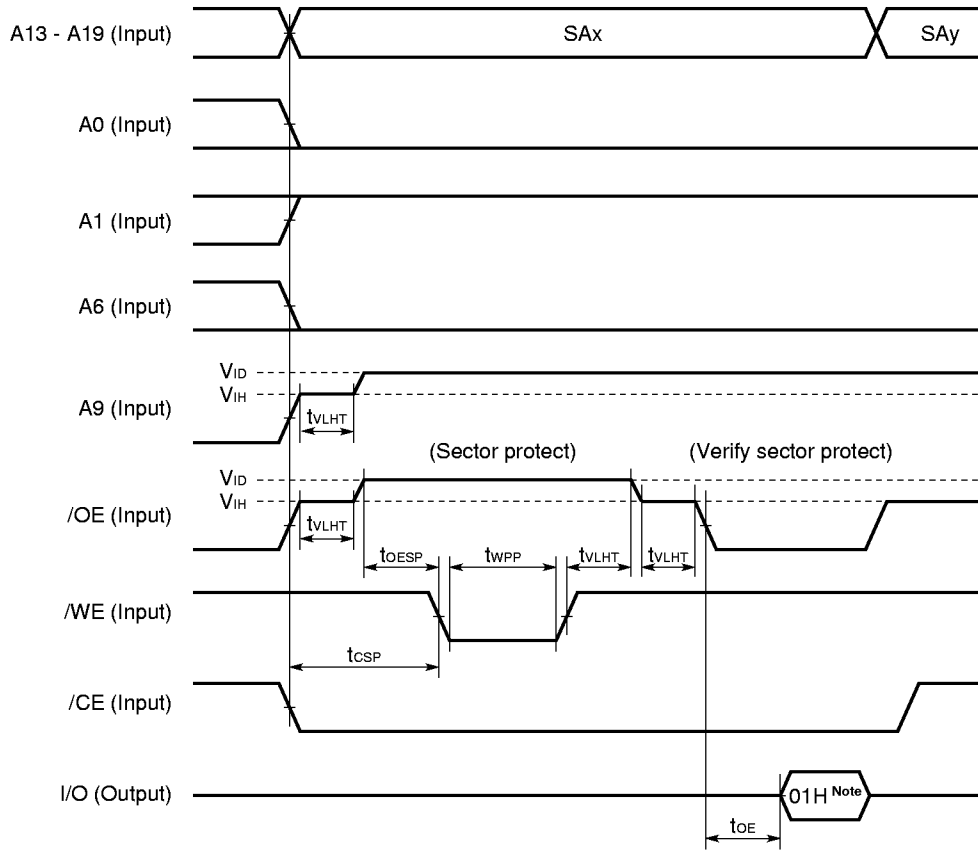 A13 - A19 (Input)
SAx
SAy
A0 (Input)
A1 (Input)
A6 (Input)
VID
VIH
A9 (Input)
tVLHT
(Sector protect)
(Verify sector protect)
VID
VIH
/OE (Input)
tVLHT
tOESP
tWPP
tVLHT
tVLHT
/WE (Input)
tCSP
/CE (Input)
I/O (Output)
01H Note
tOE